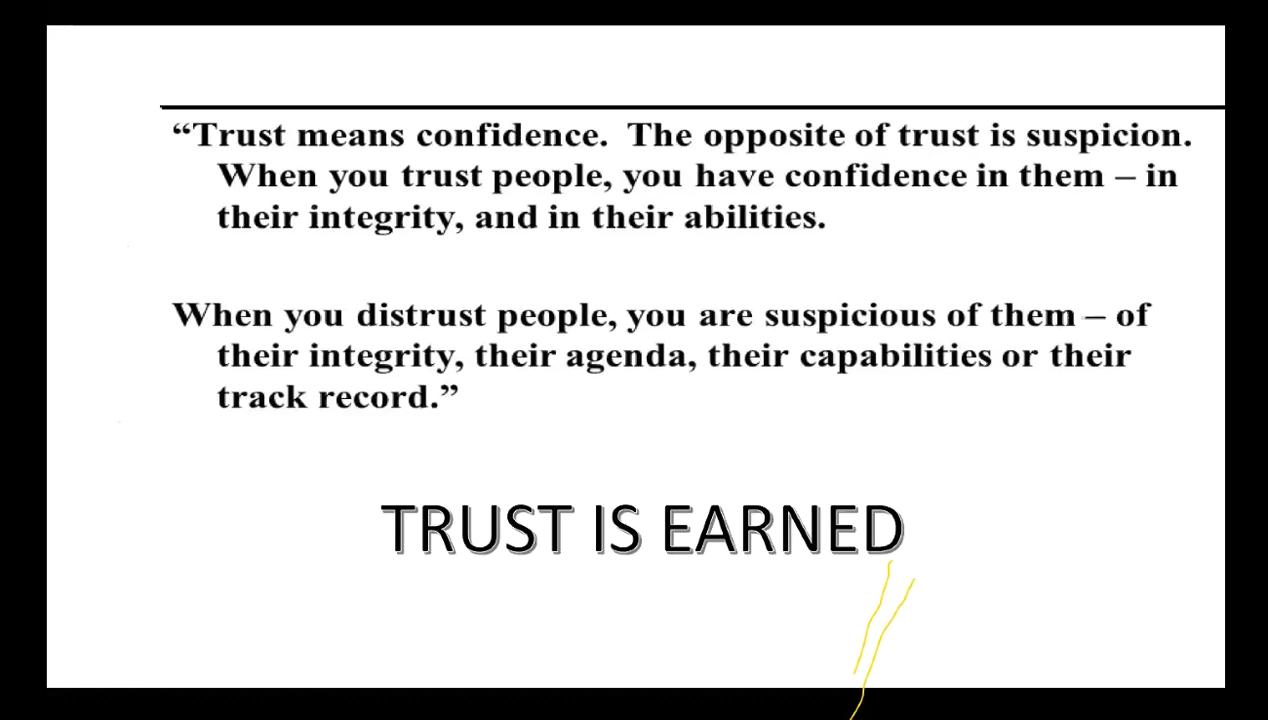 “Trust means confidence. The opposite of trust is suspicion.
When you trust people, you have confidence in them – in
their integrity, and in their abilities.
When you distrust people, you are suspicious of them – of
their integrity, their agenda, their capabilities or their
track record.”
TRUST IS EARNED